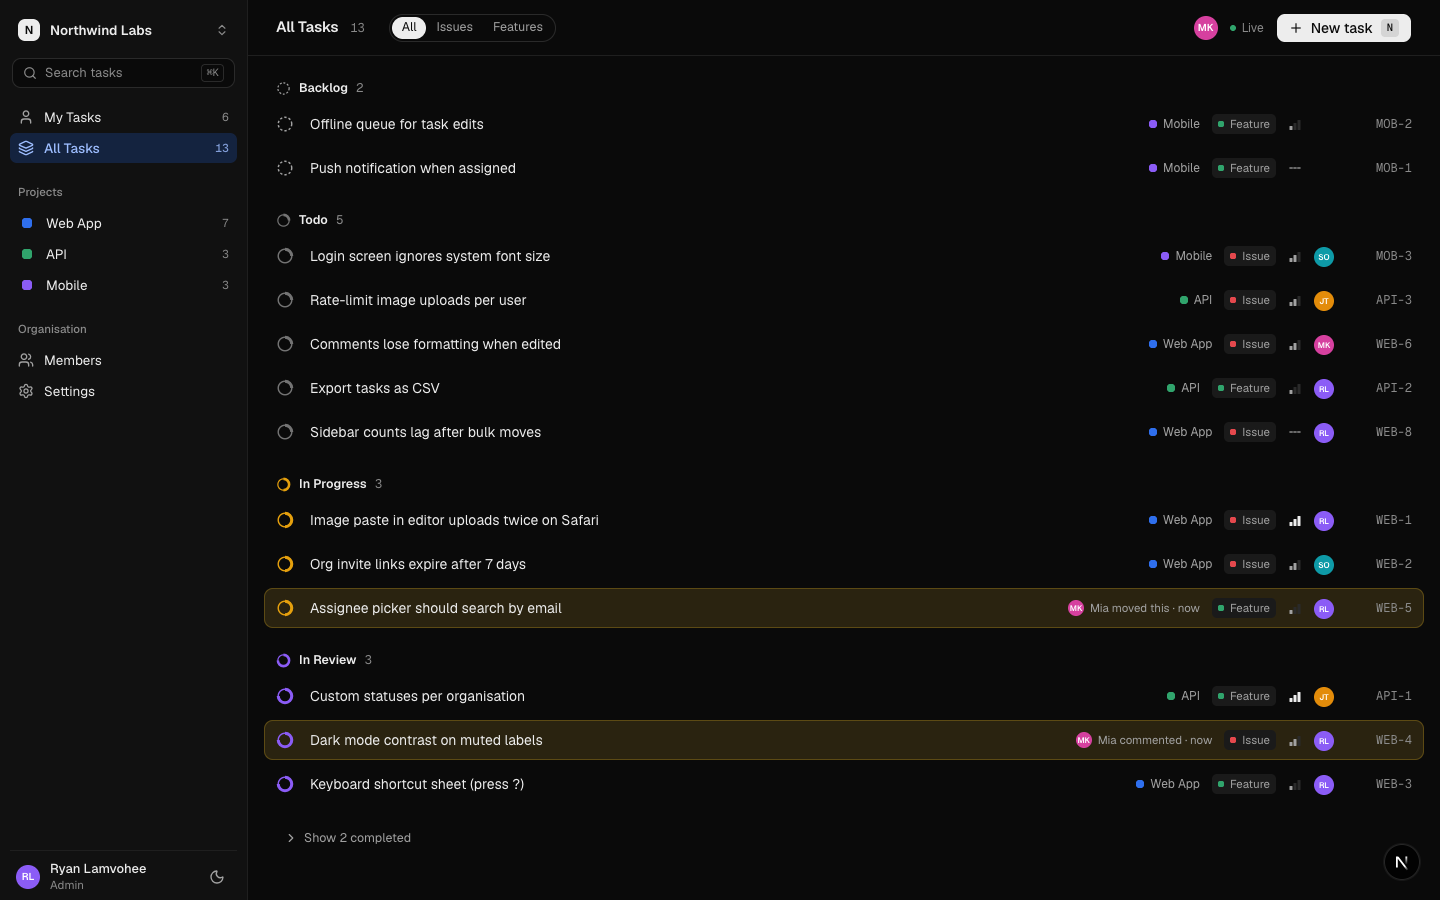 N Northwind Labs
Search tasks ⌘K
My Tasks 6
All Tasks 13
Projects
Web App 7
API 3
Mobile 3
Organisation
Members
Settings
RL Ryan Lamvohee
Admin
All Tasks 13 All Issues Features MK Live + New task N
Backlog 2
Offline queue for task edits Mobile Feature MOB-2
Push notification when assigned Mobile Feature MOB-1
Todo 5
Login screen ignores system font size Mobile Issue SO MOB-3
Rate-limit image uploads per user API Issue JT API-3
Comments lose formatting when edited Web App Issue MK WEB-6
Export tasks as CSV API Feature RL API-2
Sidebar counts lag after bulk moves Web App Issue RL WEB-8
In Progress 3
Image paste in editor uploads twice on Safari Web App Issue RL WEB-1
Org invite links expire after 7 days Web App Issue SO WEB-2
Assignee picker should search by email MK Mia moved this · now Feature RL WEB-5
In Review 3
Custom statuses per organisation API Feature JT API-1
Dark mode contrast on muted labels MK Mia commented · now Issue RL WEB-4
Keyboard shortcut sheet (press ?) Web App Feature RL WEB-3
Show 2 completed
N